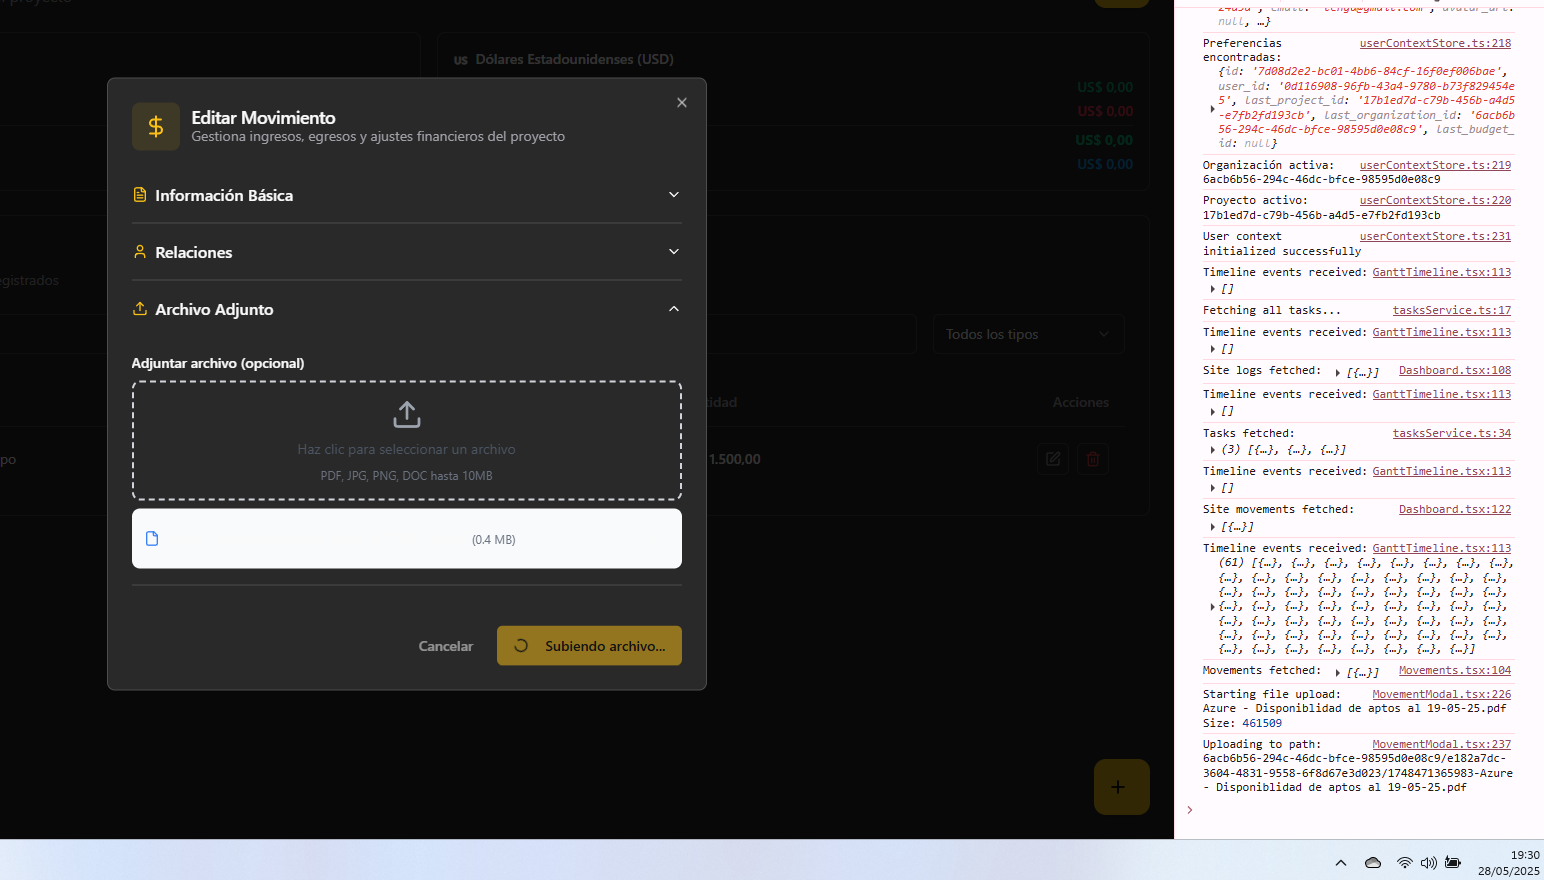 proyecto
us Dólares Estadounidenses (USD)
US$ 0,00
US$ 0,00
US$ 0,00
US$ 0,00
Editar Movimiento
Gestiona ingresos, egresos y ajustes financieros del proyecto
Información Básica
Relaciones
egistrados
Archivo Adjunto
Todos los tipos
Adjuntar archivo (opcional)
tidad
Acciones
Haz clic para seleccionar un archivo
PDF, JPG, PNG, DOC hasta 10MB
po
1.500,00
(0.4 MB)
Cancelar
Subiendo archivo...
+
null, …}
Preferencias userContextStore.ts:218
encontradas:
{id: '7d08d2e2-bc01-4bb6-84cf-16f0ef006bae',
user_id: '0d116908-96fb-43a4-9780-b73f829454e
5', last_project_id: '17b1ed7d-c79b-456b-a4d5
-e7fb2fd193cb', last_organization_id: '6acb6b
56-294c-46dc-bfce-98595d0e08c9', last_budget_
id: null}
Organización activa: userContextStore.ts:219
6acb6b56-294c-46dc-bfce-98595d0e08c9
Proyecto activo: userContextStore.ts:220
17b1ed7d-c79b-456b-a4d5-e7fb2fd193cb
User context userContextStore.ts:231
initialized successfully
Timeline events received: GanttTimeline.tsx:113
[]
Fetching all tasks... tasksService.ts:17
Timeline events received: GanttTimeline.tsx:113
[]
Site logs fetched: [{…}] Dashboard.tsx:108
Timeline events received: GanttTimeline.tsx:113
[]
Tasks fetched: tasksService.ts:34
(3) [{…}, {…}, {…}]
Timeline events received: GanttTimeline.tsx:113
[]
Site movements fetched: Dashboard.tsx:122
[{…}]
Timeline events received: GanttTimeline.tsx:113
(61) [{…}, {…}, {…}, {…}, {…}, {…}, {…}, {…},
{…}, {…}, {…}, {…}, {…}, {…}, {…}, {…}, {…},
{…}, {…}, {…}, {…}, {…}, {…}, {…}, {…}, {…},
{…}, {…}, {…}, {…}, {…}, {…}, {…}, {…}, {…},
{…}, {…}, {…}, {…}, {…}, {…}, {…}, {…}, {…},
{…}, {…}, {…}, {…}, {…}, {…}, {…}, {…}, {…},
{…}, {…}, {…}, {…}, {…}, {…}, {…}, {…}]
Movements fetched: [{…}] Movements.tsx:104
Starting file upload: MovementModal.tsx:226
Azure - Disponiblidad de aptos al 19-05-25.pdf
Size: 461509
Uploading to path: MovementModal.tsx:237
6acb6b56-294c-46dc-bfce-98595d0e08c9/e182a7dc-
3604-4831-9558-6f8d67e3d023/1748471365983-Azure
- Disponiblidad de aptos al 19-05-25.pdf
19:30
28/05/2025